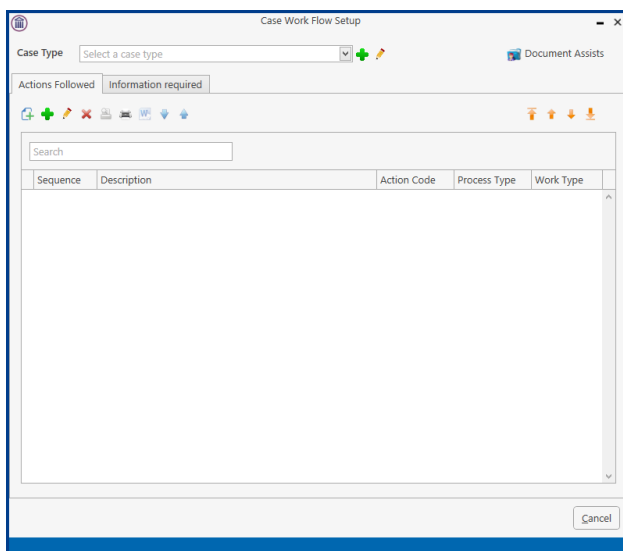 Case Work Flow Setup
Case Type Select a case type Document Assists
Actions Followed Information required
Search
Sequence Description Action Code Process Type Work Type
Cancel